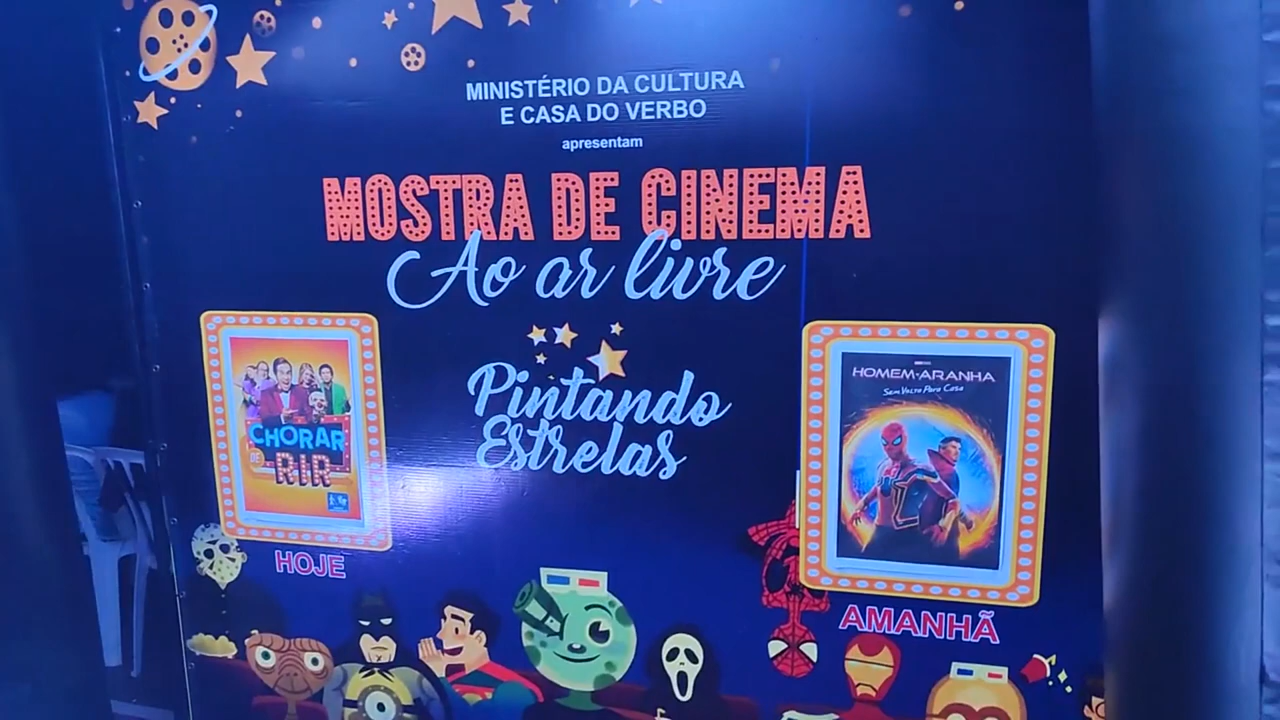 MINISTÉRIO DA CULTURA
E CASA DO VERBO
apresentam
MOSTRA DE CINEMA
Ao ar livre
Pintando
Estrelas
CHORAR
DE
RIR
HOJE
HOMEM-ARANHA
Sem Volta Para Casa
AMANHÃ